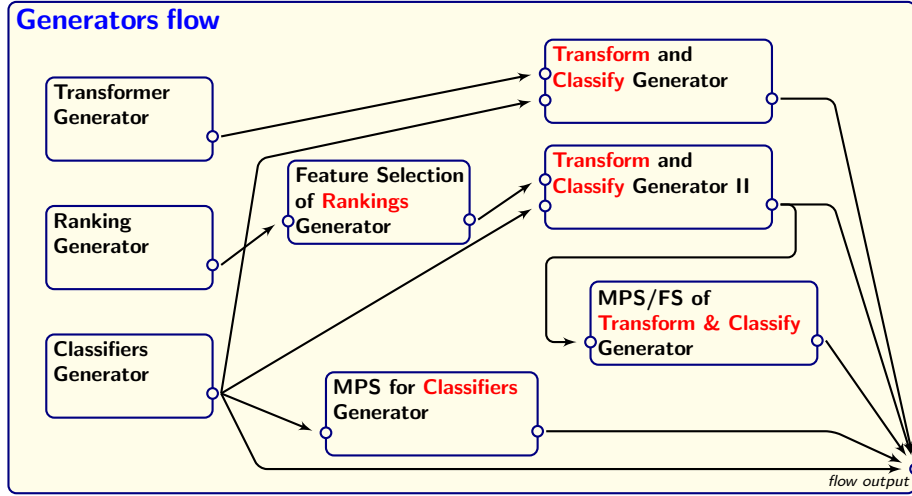 Generators flow
Transformer
Generator
Ranking
Generator
Classifiers
Generator
Feature Selection
of Rankings
Generator
MPS for Classifiers
Generator
Transform and
Classify Generator
Transform and
Classify Generator II
MPS/FS of
Transform & Classify
Generator
flow output